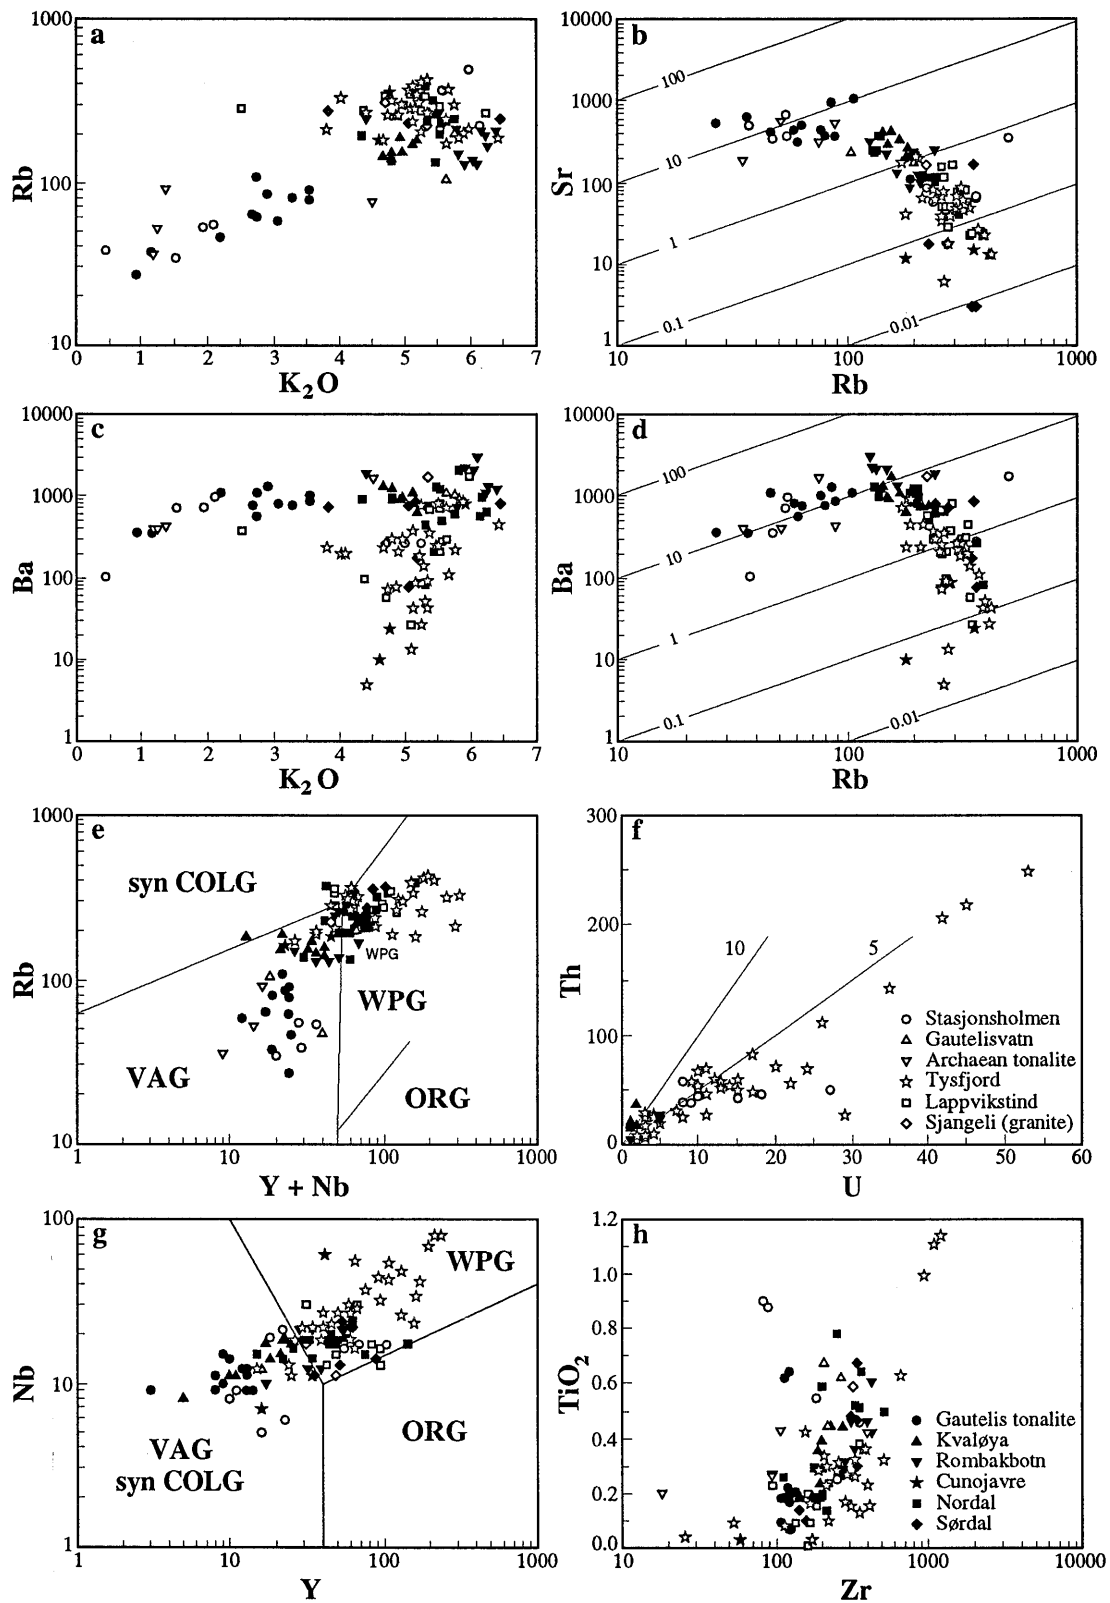 a
Rb
1000
100
10
0 1 2 3 4 5 6 7
K2O
b
Sr
10000
1000
100
10
1
100
10
1
0.1
0.01
10 100 1000
Rb
c
Ba
10000
1000
100
10
1
0 1 2 3 4 5 6 7
K2O
d
Ba
10000
1000
100
10
1
100
10
1
0.1
0.01
10 100 1000
Rb
e
Rb
1000
100
10
syn COLG
WPG
WPG
VAG
ORG
1 10 100 1000
Y + Nb
f
Th
300
200
100
0
10
5
Stasjonsholmen
Gautelisvatn
Archaean tonalite
Tysfjord
Lappvikstind
Sjangeli (granite)
0 10 20 30 40 50 60
U
g
Nb
100
10
1
WPG
VAG
syn COLG
ORG
1 10 100 1000
Y
h
TiO2
1.2
1.0
0.8
0.6
0.4
0.2
0.0
Gautelis tonalite
Kvaløya
Rombakbotn
Cunojavre
Nordal
Sørdal
10 100 1000 10000
Zr